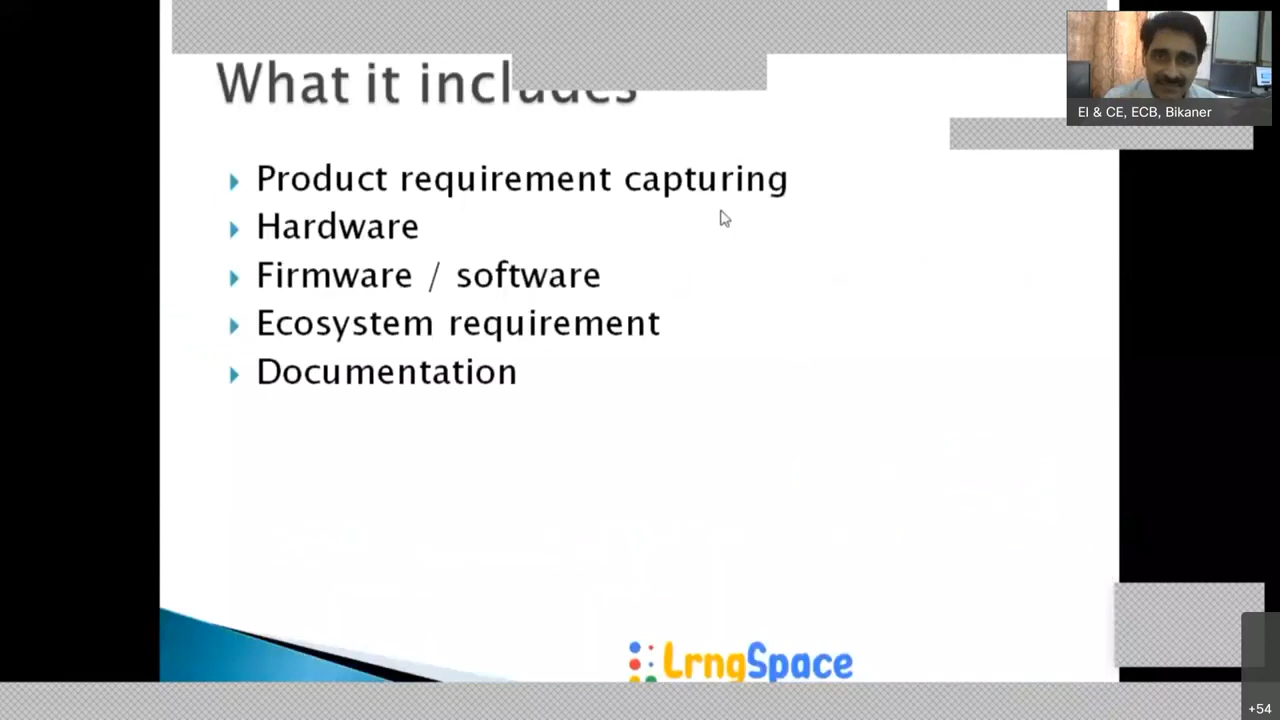 What it includes
EI & CE, ECB, Bikaner
Product requirement capturing
Hardware
Firmware / software
Ecosystem requirement
Documentation
LrngSpace
+54